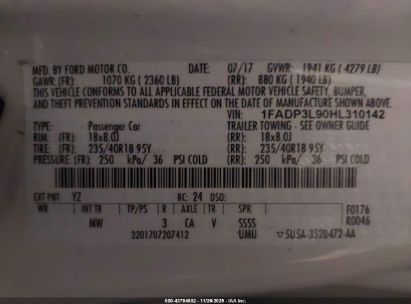 MFD. BY FORD MOTOR CO. DATE: 07/17 GVWR: 1941 KG ( 4279 LB)
GAWR: (FR): 1070 KG ( 2360 LB) (RR): 880 KG ( 1940 LB)
THIS VEHICLE CONFORMS TO ALL APPLICABLE FEDERAL MOTOR VEHICLE SAFETY, BUMPER,
AND THEFT PREVENTION STANDARDS IN EFFECT ON THE DATE OF MANUFACTURE SHOWN ABOVE.
VIN: 1FADP3L90HL310142
TYPE: Passenger Car TRAILER TOWING - SEE OWNER GUIDE
RIM: (FR): 18x8.0J (RR): 18x8.0J
TIRE: (FR): 235/40R18 95Y (RR): 235/40R18 95Y
PRESSURE: (FR): 250 kPa/ 36 PSI COLD (RR): 250 kPa/ 36 PSI COLD
EXT PNT: YZ RC: 24 DSO:
WB INT TR TP/PS R AXLE TR SPR F0176
MW 3 CA V SSSS R0046
3201707207412 UMU SU5A-3520472-AA